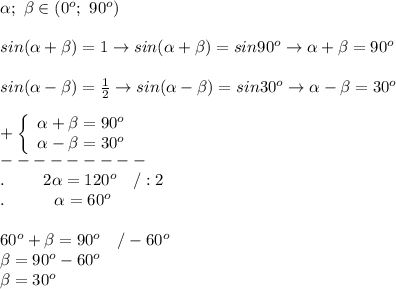 α; β ∈ (0°; 90°)
sin(α + β) = 1 → sin(α + β) = sin90° → α + β = 90°
sin(α − β) = 1/2 → sin(α − β) = sin30° → α − β = 30°
+ { α + β = 90°
α − β = 30°
− − − − − − − − −
. 2α = 120° / : 2
. α = 60°
60° + β = 90° / − 60°
β = 90° − 60°
β = 30°